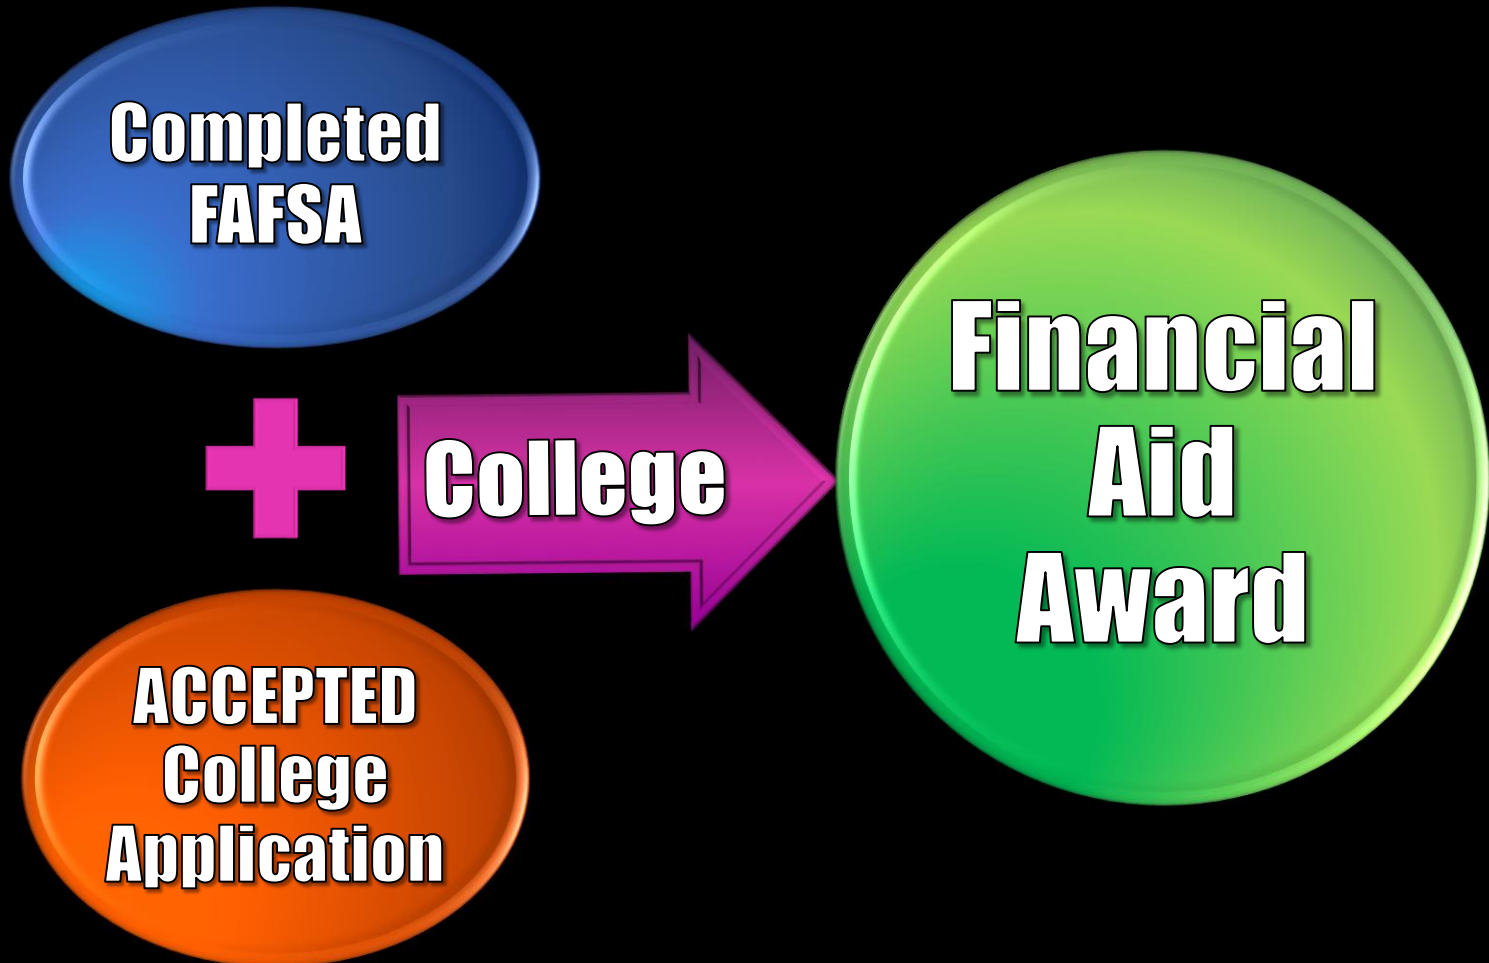 Completed
FAFSA
College
ACCEPTED
College
Application
Financial
Aid
Award